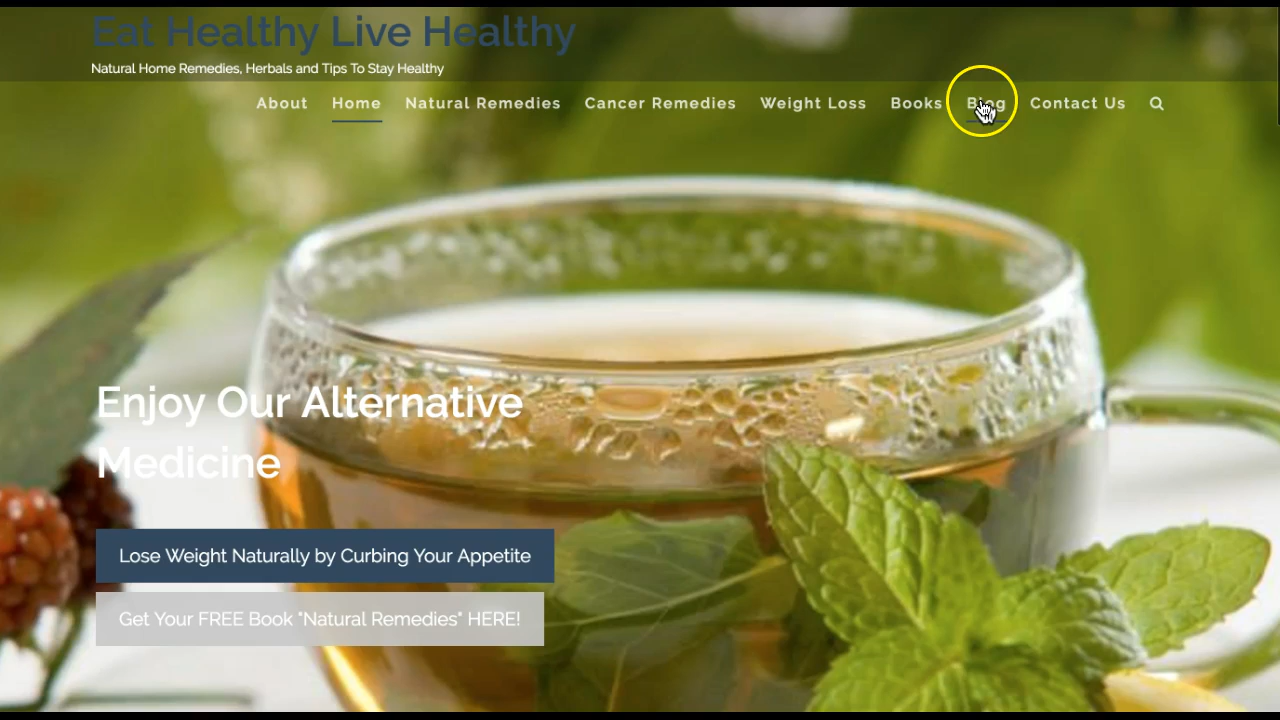 Eat Healthy Live Healthy
Natural Home Remedies, Herbals and Tips To Stay Healthy
About Home Natural Remedies Cancer Remedies Weight Loss Books Blog Contact Us
Enjoy Our Alternative
Medicine
Lose Weight Naturally by Curbing Your Appetite
Get Your FREE Book "Natural Remedies" HERE!